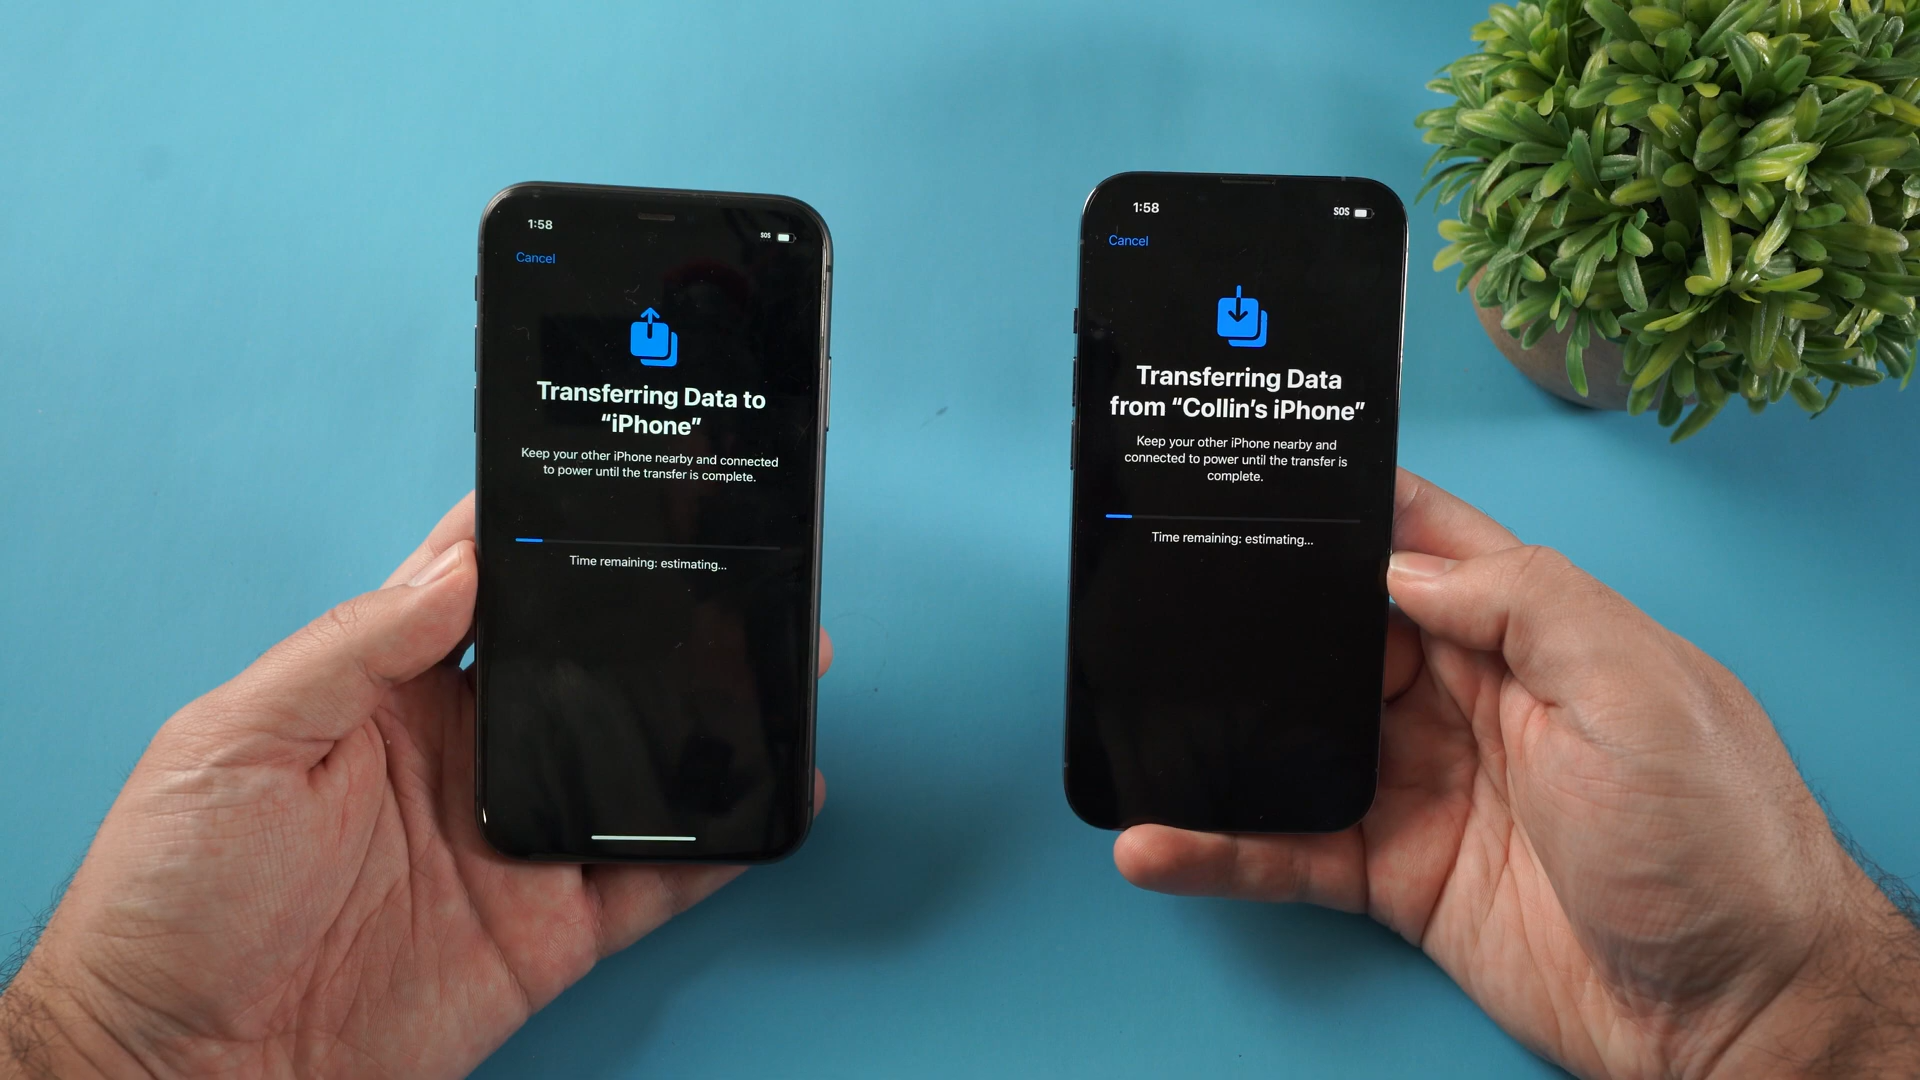 1:58
SOS
Cancel
Transferring Data to
“iPhone”
Keep your other iPhone nearby and connected
to power until the transfer is complete.
Time remaining: estimating...
1:58
SOS
Cancel
Transferring Data
from “Collin’s iPhone”
Keep your other iPhone nearby and
connected to power until the transfer is
complete.
Time remaining: estimating...